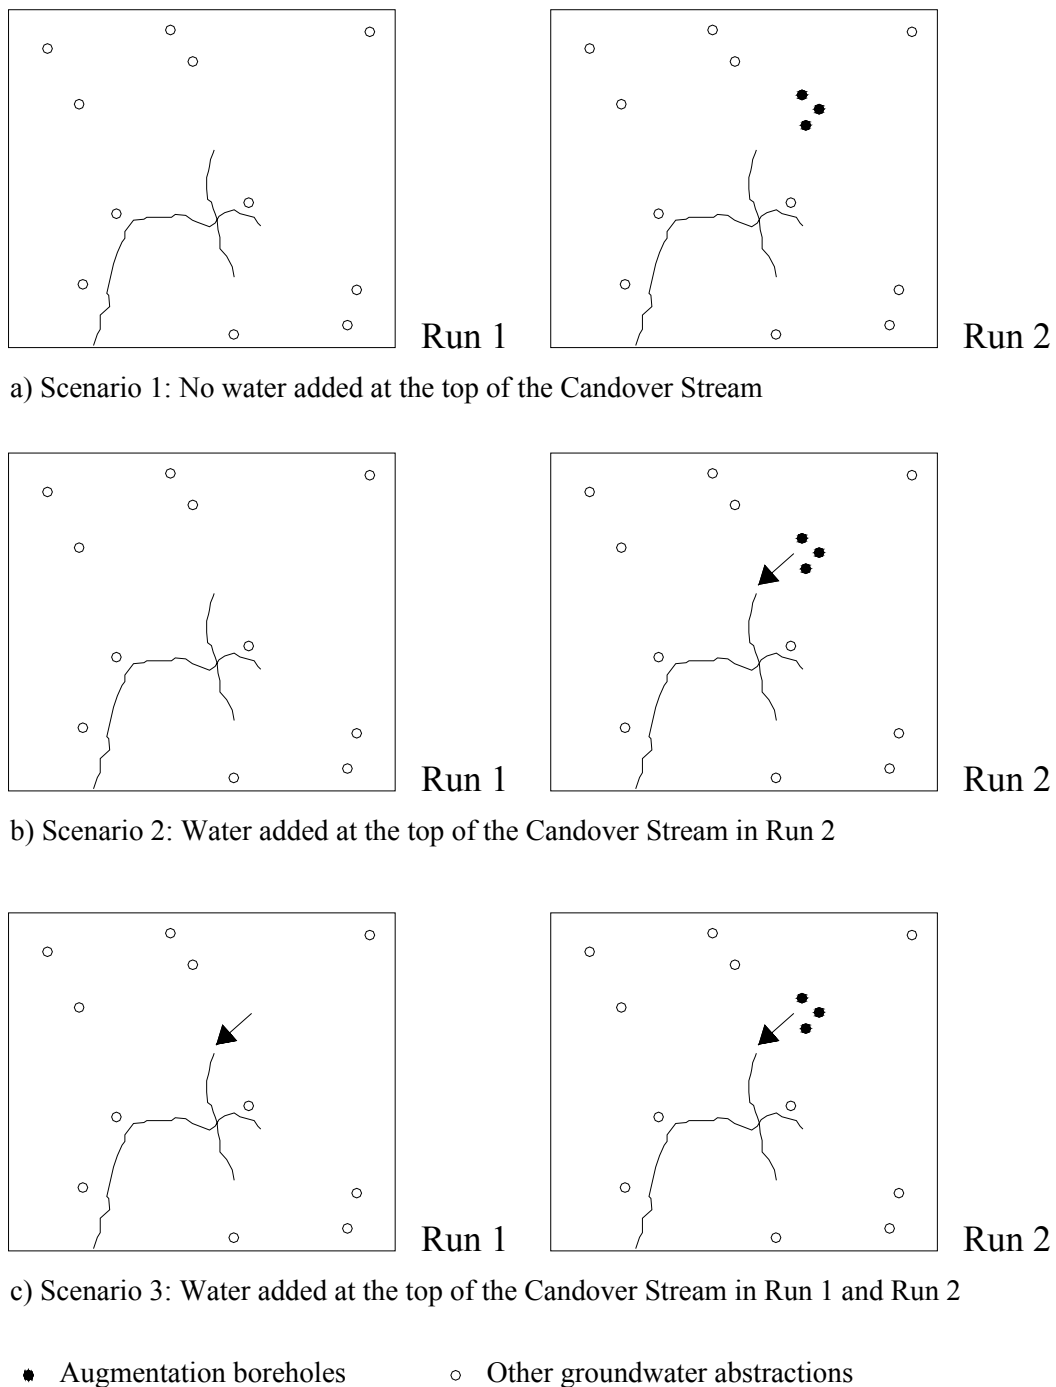 Run 1
Run 2
a) Scenario 1: No water added at the top of the Candover Stream
Run 1
Run 2
b) Scenario 2: Water added at the top of the Candover Stream in Run 2
Run 1
Run 2
c) Scenario 3: Water added at the top of the Candover Stream in Run 1 and Run 2
Augmentation boreholes
Other groundwater abstractions